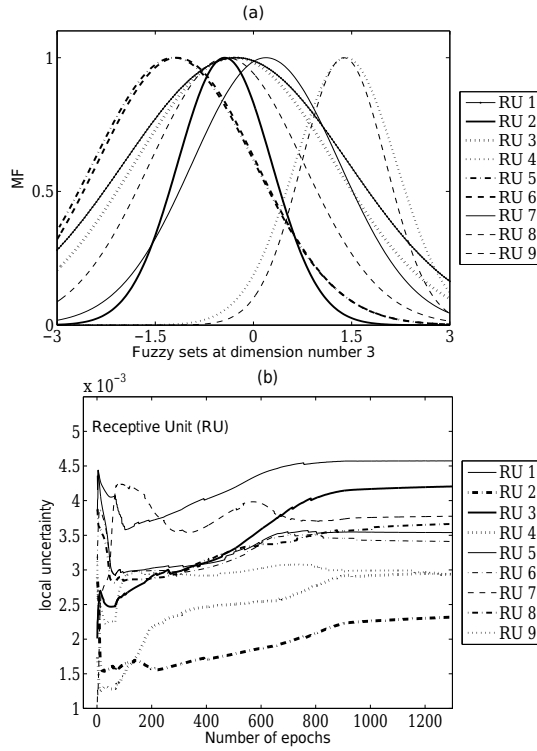 (a)
1
0.5
0
MF
−3
−1.5
0
1.5
3
Fuzzy sets at dimension number 3
RU 1
RU 2
RU 3
RU 4
RU 5
RU 6
RU 7
RU 8
RU 9
(b)
x 10⁻³
Receptive Unit (RU)
5
4.5
4
3.5
3
2.5
2
1.5
1
local uncertainty
0
200
400
600
800
1000
1200
Number of epochs
RU 1
RU 2
RU 3
RU 4
RU 5
RU 6
RU 7
RU 8
RU 9